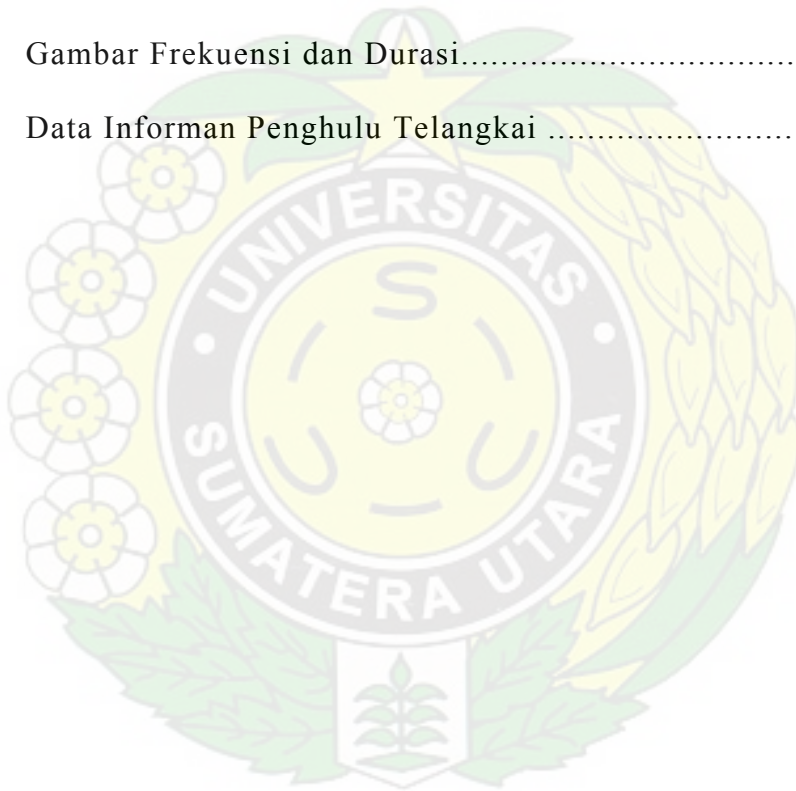 Gambar Frekuensi dan Durasi..................................
Data Informan Penghulu Telangkai .........................
UNIVERSITAS
S
U U
SUMATERA UTARA